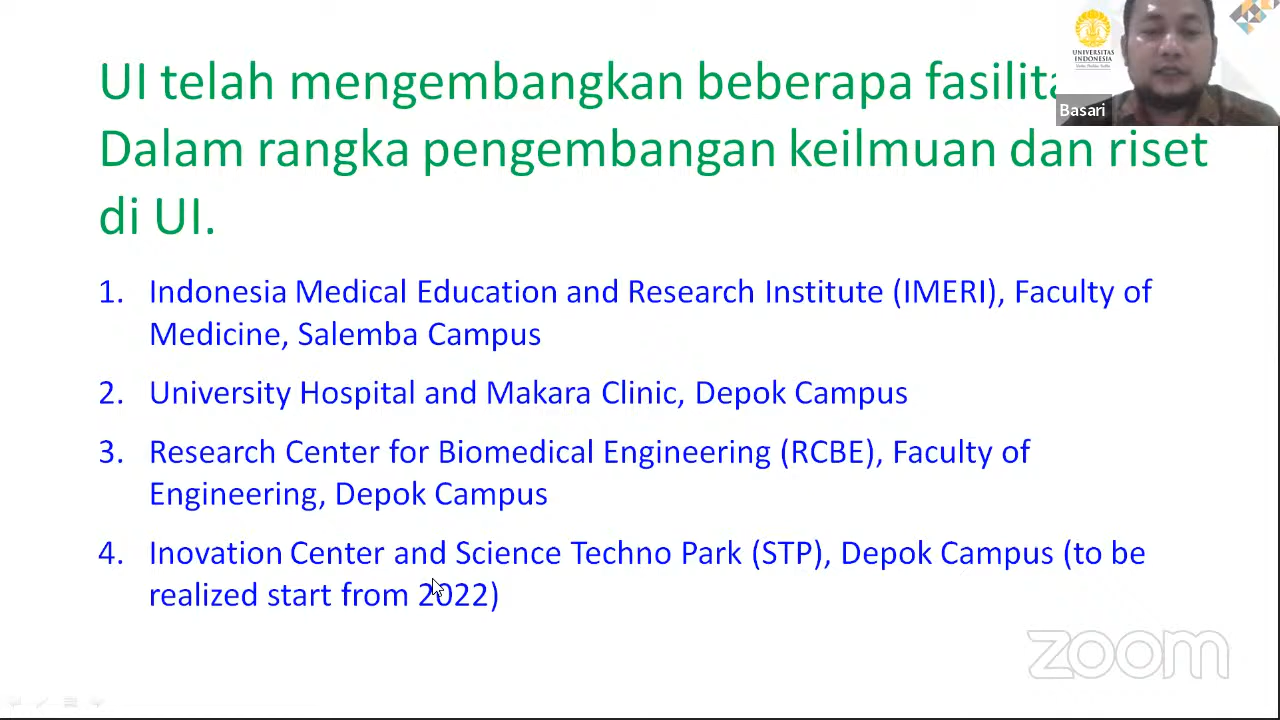 UI telah mengembangkan beberapa fasilita
Dalam rangka pengembangan keilmuan dan riset
di UI.
1. Indonesia Medical Education and Research Institute (IMERI), Faculty of
Medicine, Salemba Campus
2. University Hospital and Makara Clinic, Depok Campus
3. Research Center for Biomedical Engineering (RCBE), Faculty of
Engineering, Depok Campus
4. Inovation Center and Science Techno Park (STP), Depok Campus (to be
realized start from 2022)
UNIVERSITAS
INDONESIA
Basari
zoom